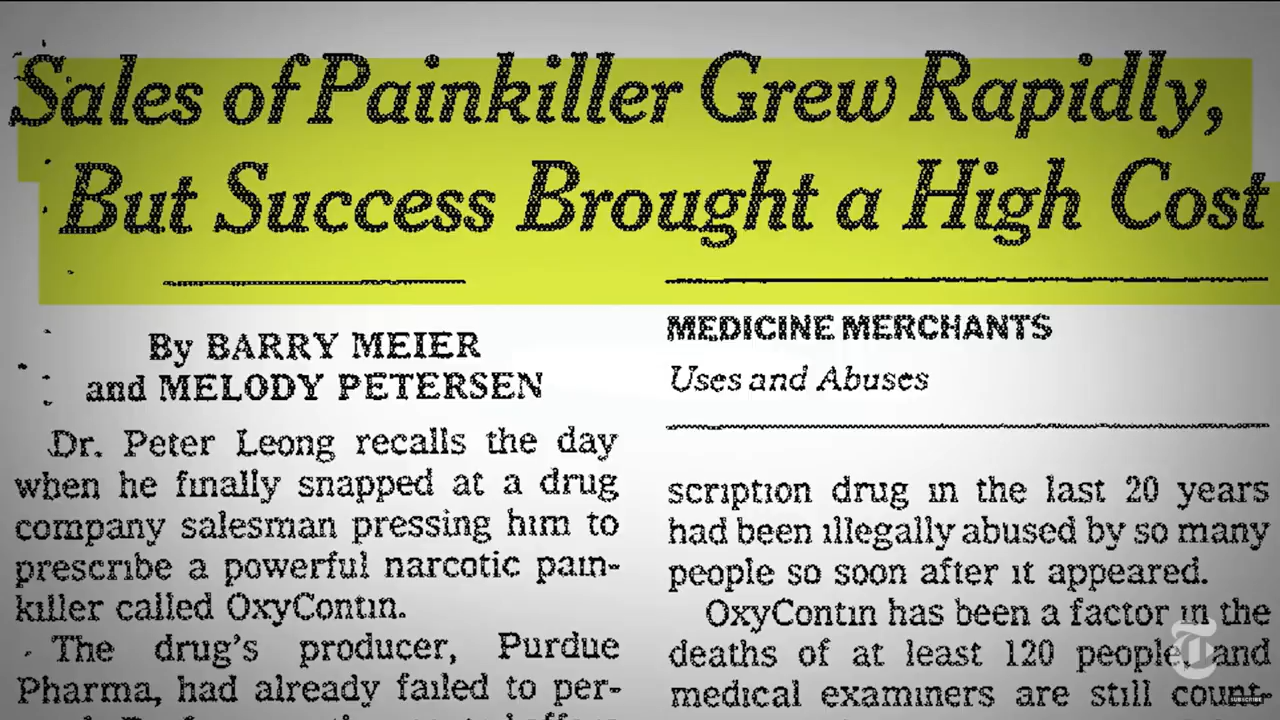 Sales of Painkiller Grew Rapidly,
But Success Brought a High Cost
By BARRY MEIER
and MELODY PETERSEN
Dr. Peter Leong recalls the day
when he finally snapped at a drug
company salesman pressing him to
prescribe a powerful narcotic pain-
killer called OxyContin.
The drug's producer, Purdue
Pharma, had already failed to per-
MEDICINE MERCHANTS
Uses and Abuses
scription drug in the last 20 years
had been illegally abused by so many
people so soon after it appeared.
OxyContin has been a factor in the
deaths of at least 120 people, and
medical examiners are still count-
SUBSCRIBE